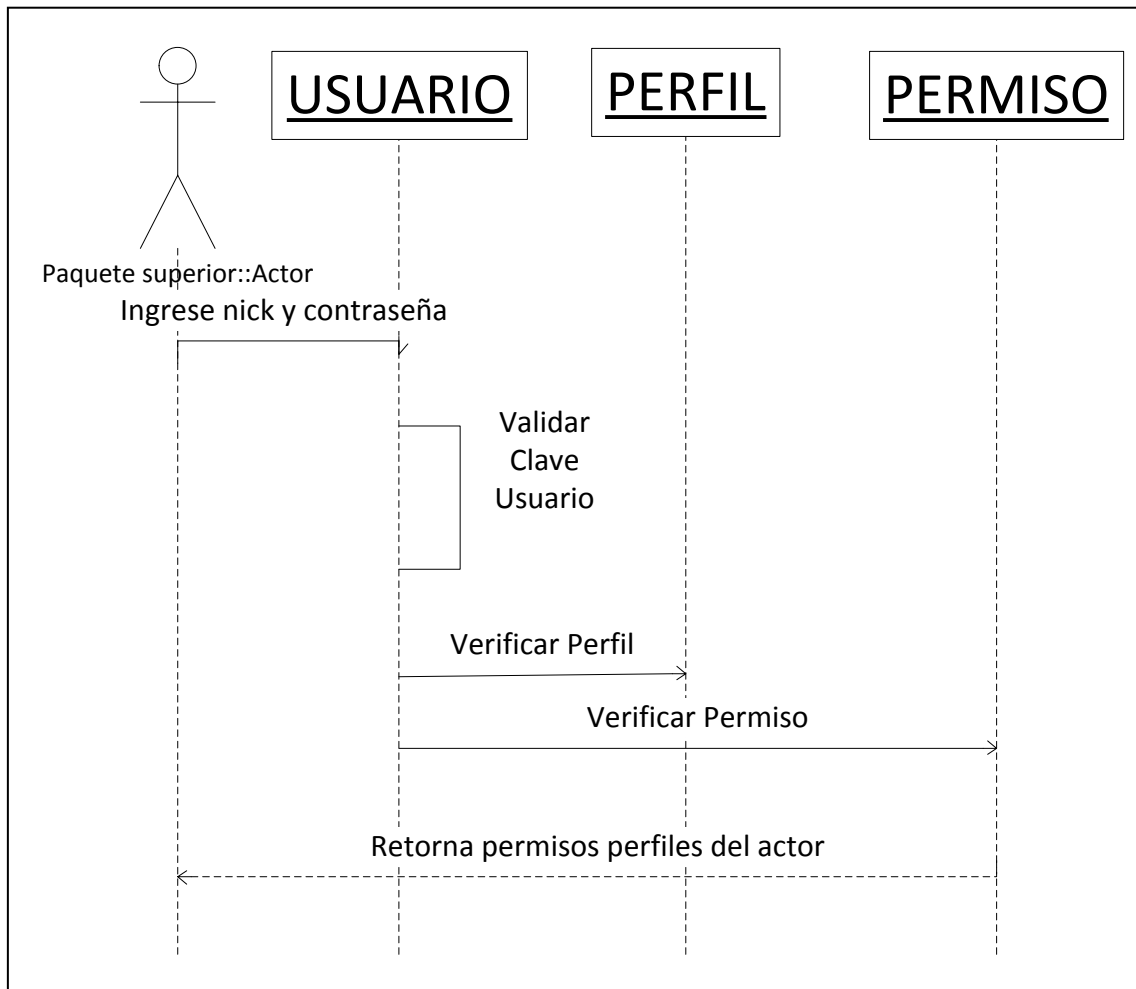 USUARIO
PERFIL
PERMISO
Paquete superior::Actor
Ingrese nick y contraseña
Validar
Clave
Usuario
Verificar Perfil
Verificar Permiso
Retorna permisos perfiles del actor